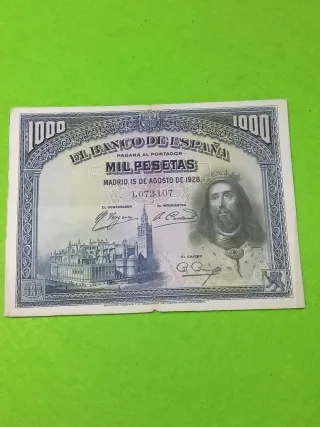 1000 1000
EL BANCO DE ESPAÑA
PAGARÁ AL PORTADOR
MIL PESETAS
MADRID, 15 DE AGOSTO DE 1928
1,073,107
EL GOBERNADOR EL INTERVENTOR
EL CAJERO